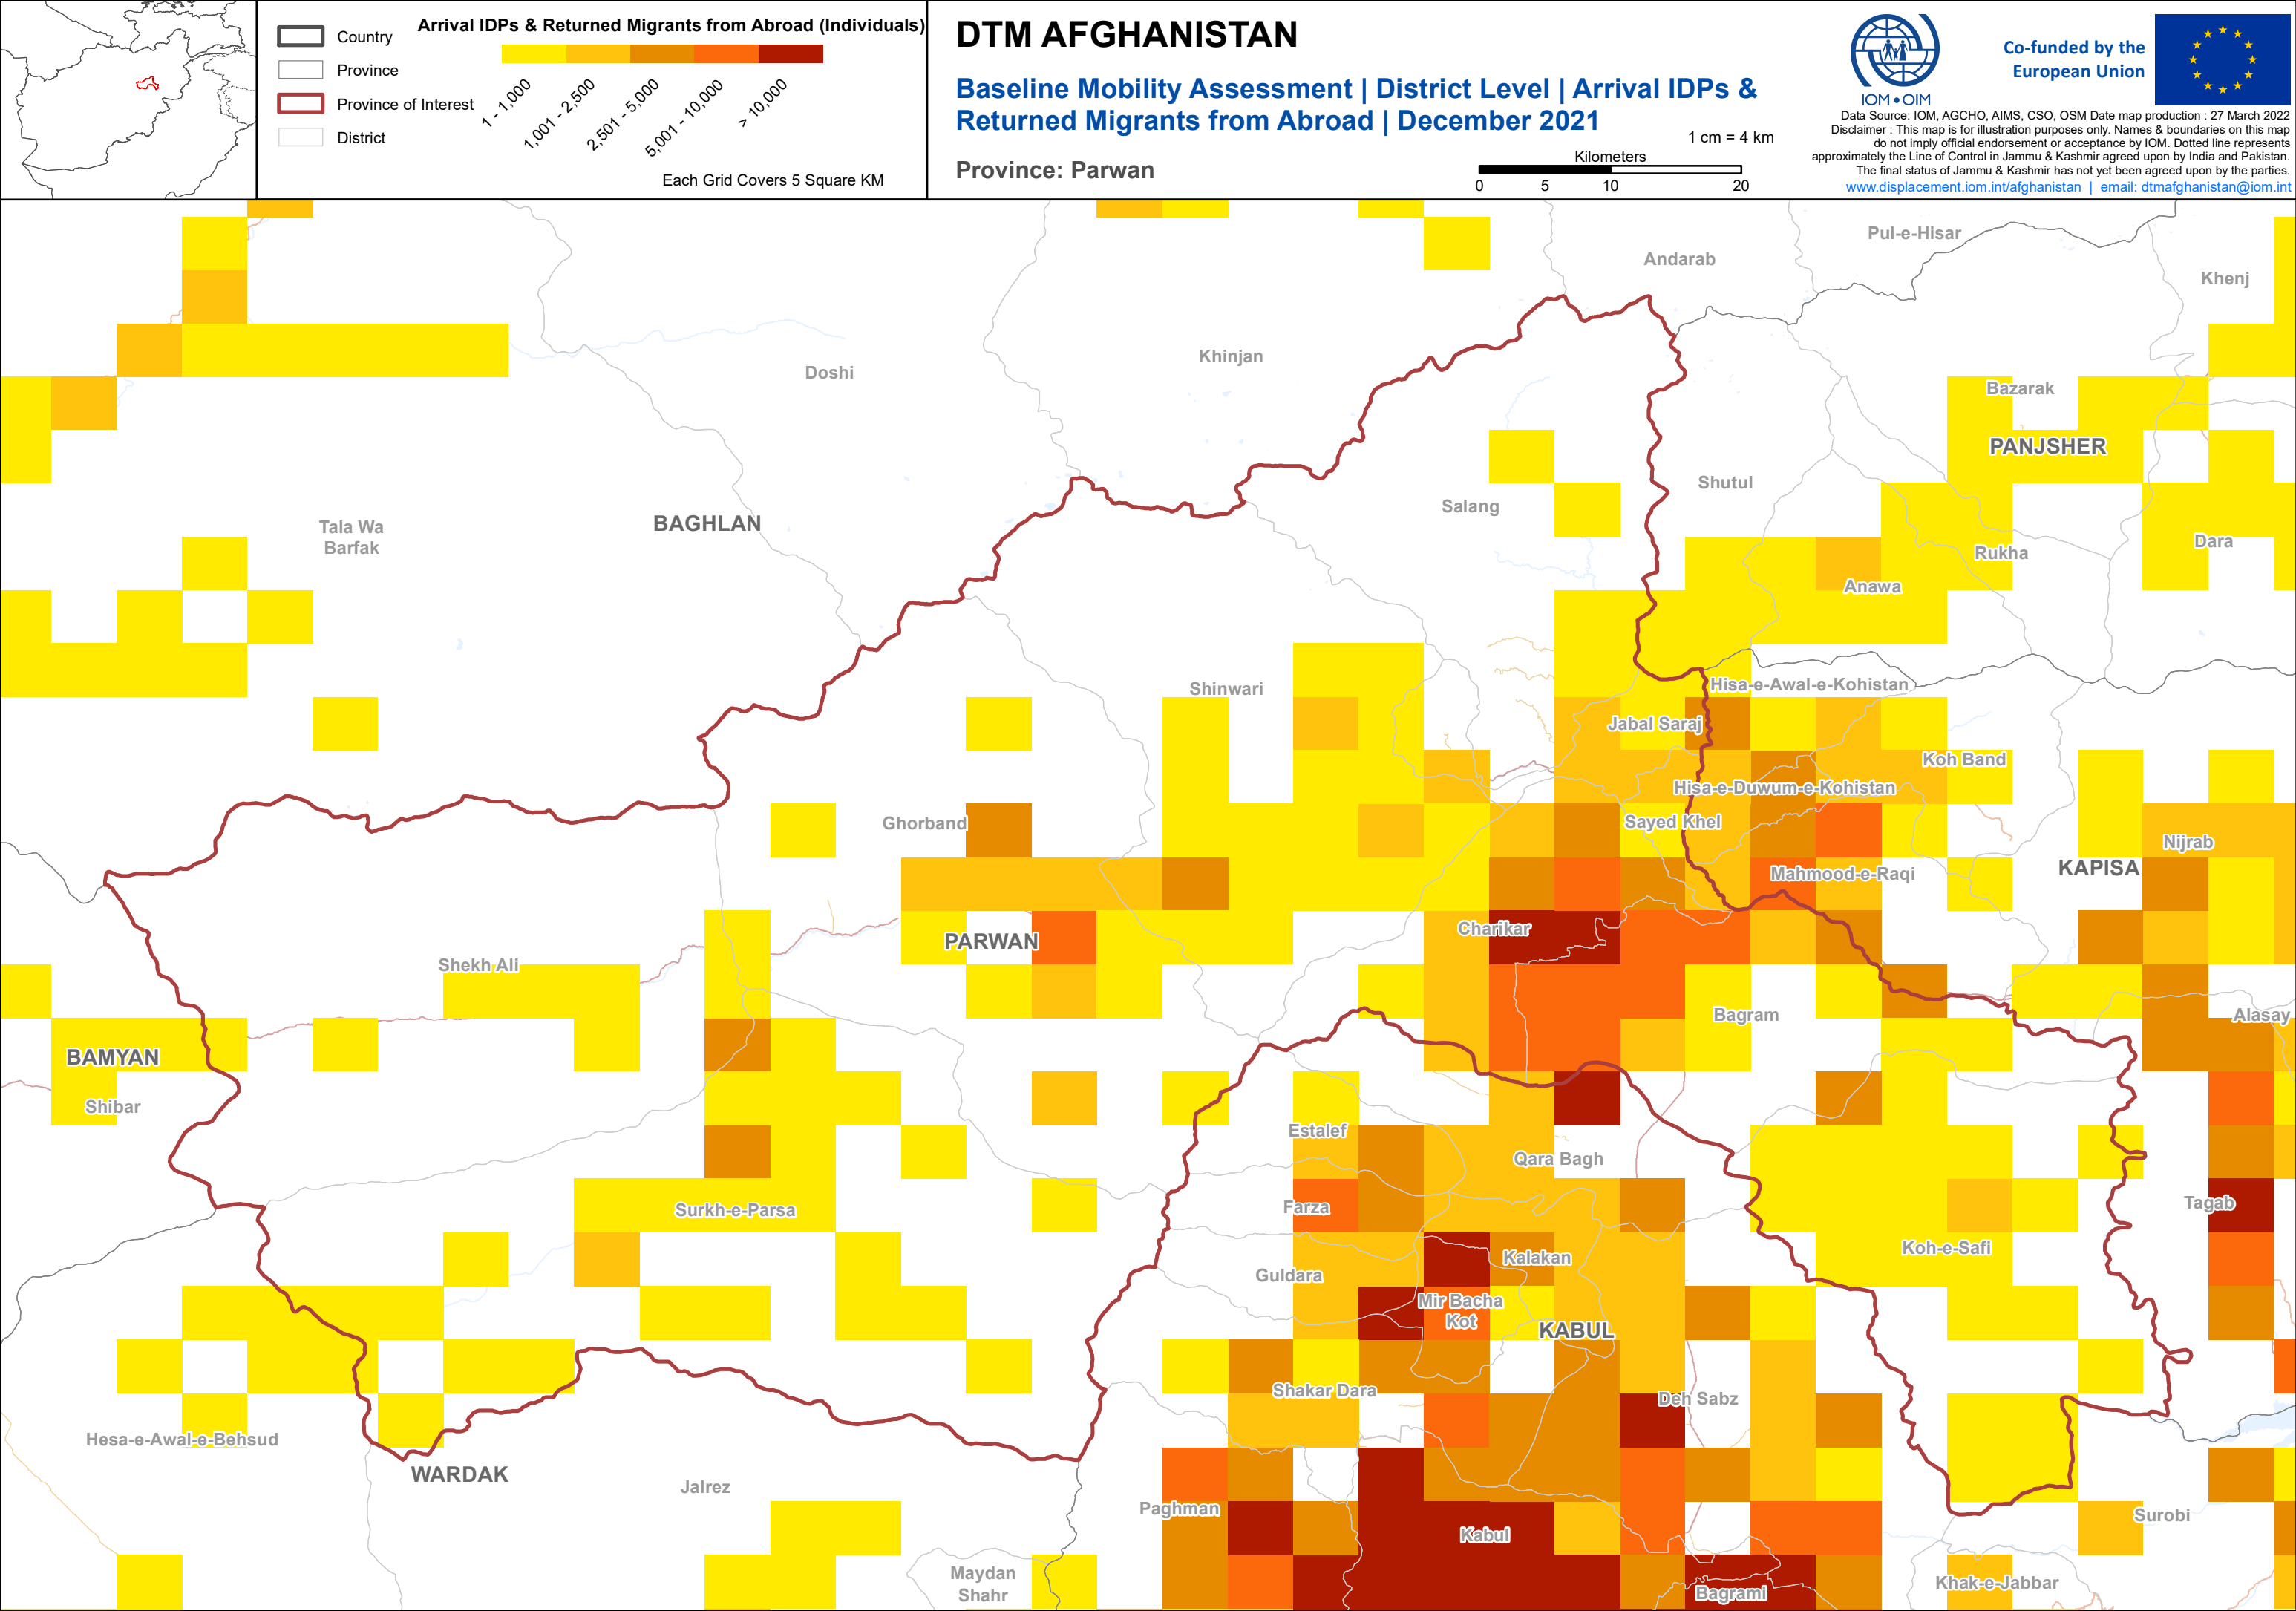 Country
Province
Province of Interest
District
Arrival IDPs & Returned Migrants from Abroad (Individuals)
1 - 1,000
1,001 - 2,500
2,501 - 5,000
5,001 - 10,000
> 10,000
Each Grid Covers 5 Square KM
DTM AFGHANISTAN
Baseline Mobility Assessment | District Level | Arrival IDPs &
Returned Migrants from Abroad | December 2021
Province: Parwan
1 cm = 4 km
Kilometers
0 5 10 20
IOM • OIM
Co-funded by the
European Union
Data Source: IOM, AGCHO, AIMS, CSO, OSM Date map production : 27 March 2022
Disclaimer : This map is for illustration purposes only. Names & boundaries on this map
do not imply official endorsement or acceptance by IOM. Dotted line represents
approximately the Line of Control in Jammu & Kashmir agreed upon by India and Pakistan.
The final status of Jammu & Kashmir has not yet been agreed upon by the parties.
www.displacement.iom.int/afghanistan | email: dtmafghanistan@iom.int
Pul-e-Hisar
Andarab
Khenj
Khinjan
Doshi
Bazarak
PANJSHER
Shutul
Salang
BAGHLAN
Tala Wa
Barfak
Dara
Rukha
Anawa
Hisa-e-Awal-e-Kohistan
Shinwari
Jabal Saraj
Koh Band
Hisa-e-Duwum-e-Kohistan
Ghorband
Sayed Khel
Nijrab
KAPISA
Mahmood-e-Raqi
Charikar
PARWAN
Shekh Ali
Bagram
Alasay
BAMYAN
Shibar
Estalef
Qara Bagh
Tagab
Farza
Surkh-e-Parsa
Koh-e-Safi
Kalakan
Guldara
Mir Bacha
Kot
KABUL
Shakar Dara
Deh Sabz
Hesa-e-Awal-e-Behsud
WARDAK
Jalrez
Paghman
Surobi
Kabul
Maydan
Shahr
Khak-e-Jabbar
Bagrami